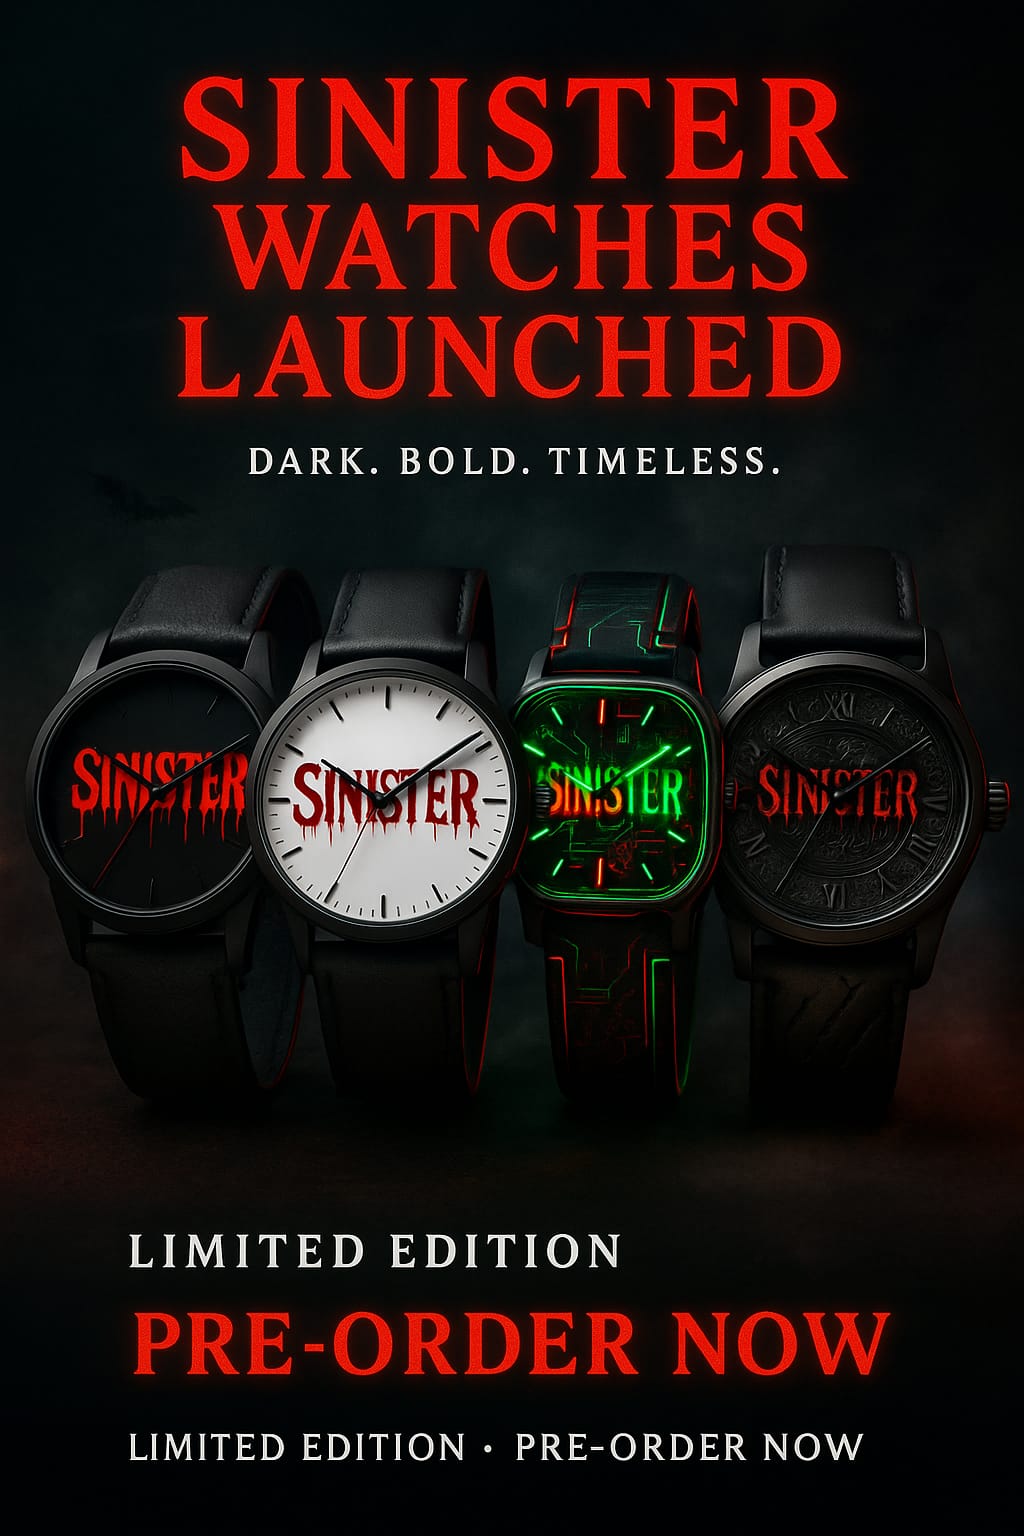 SINISTER
WATCHES
LAUNCHED
DARK. BOLD. TIMELESS.
SINISTER
SINISTER
SINISTER
SINISTER
LIMITED EDITION
PRE-ORDER NOW
LIMITED EDITION • PRE-ORDER NOW